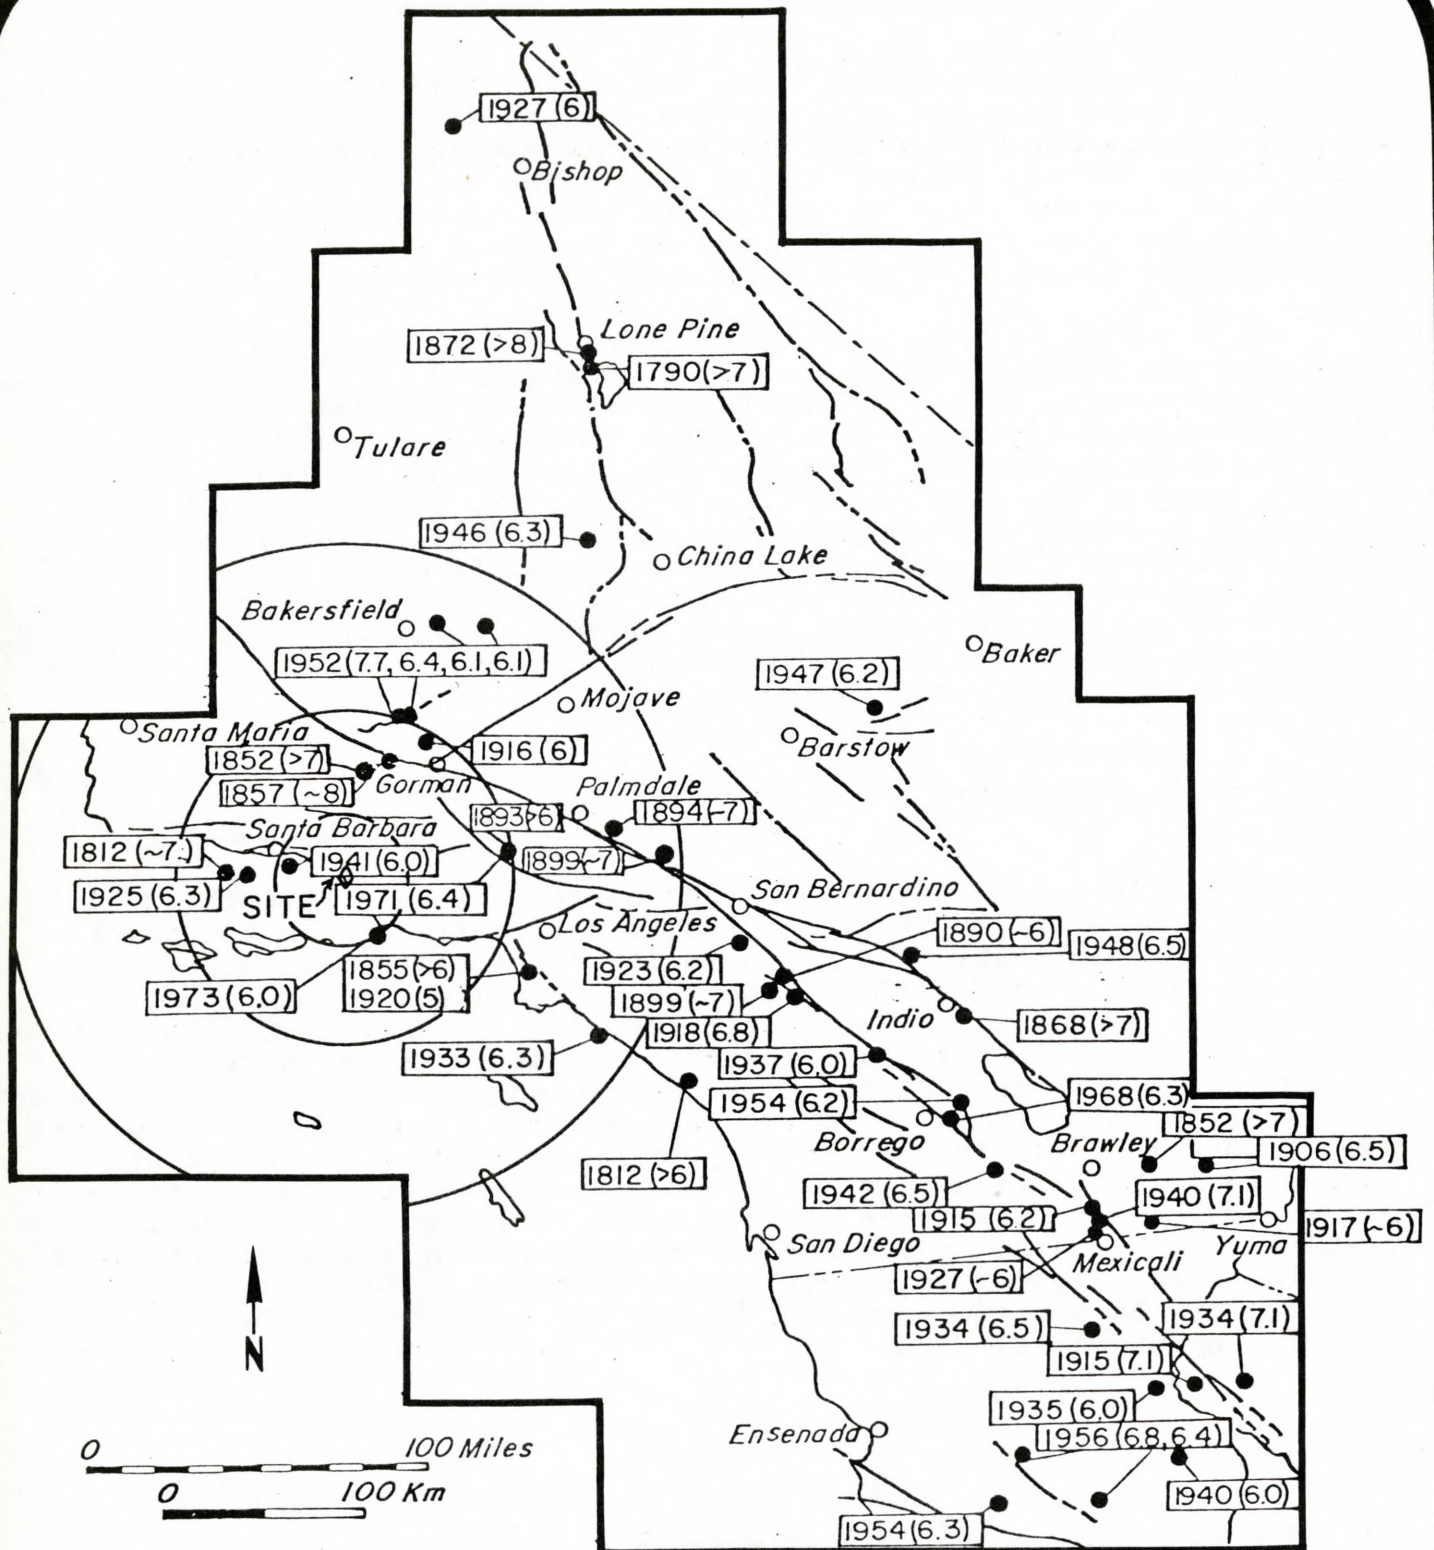 1927 (6)
Bishop
Lone Pine
1872 (>8)
1790(>7)
Tulare
1946 (6.3)
China Lake
Bakersfield
Baker
1952 (7.7, 6.4, 6.1, 6.1)
1947 (6.2)
Mojave
Santa Maria
Barstow
1916 (6)
1852 (>7)
Gorman
1857 (~8)
Palmdale
1893>6)
1894(~7)
Santa Barbara
1812 (~7)
1941 (6.0)
1899(~7)
1925 (6.3)
SITE
1971 (6.4)
San Bernardino
Los Angeles
1890 (~6)
1948 (6.5)
1923 (6.2)
1855 (>6)
1920 (5)
1973 (6.0)
1899 (~7)
1918 (6.8)
Indio
1868 (>7)
1933 (6.3)
1937 (6.0)
1954 (6.2)
1968 (6.3)
1852 (>7)
Borrego
Brawley
1906 (6.5)
1812 (>6)
1942 (6.5)
1940 (7.1)
1915 (6.2)
1917 (~6)
San Diego
Yuma
Mexicali
1927 (~6)
N
1934 (6.5)
1934 (7.1)
1915 (7.1)
1935 (6.0)
Ensenada
1956 (6.8, 6.4)
1940 (6.0)
1954 (6.3)
0 100 Miles
0 100 Km